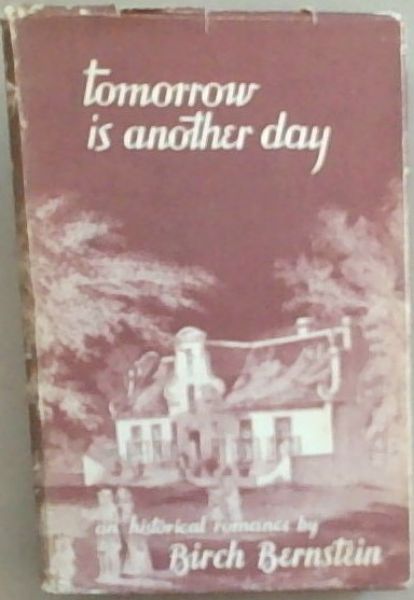 tomorrow
is another day
an historical romance by
Birch Bernstein